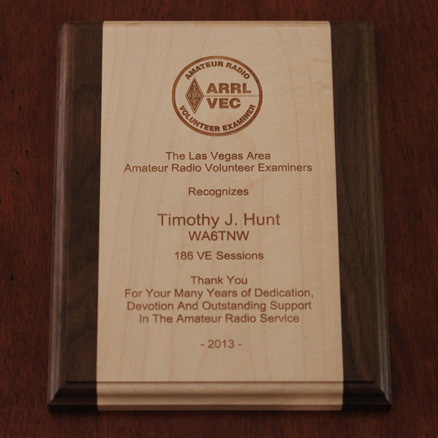 AMATEUR RADIO
ARRL
VEC
VOLUNTEER EXAMINER
The Las Vegas Area
Amateur Radio Volunteer Examiners
Recognizes
Timothy J. Hunt
WA6TNW
186 VE Sessions
Thank You
For Your Many Years of Dedication,
Devotion And Outstanding Support
In The Amateur Radio Service
- 2013 -